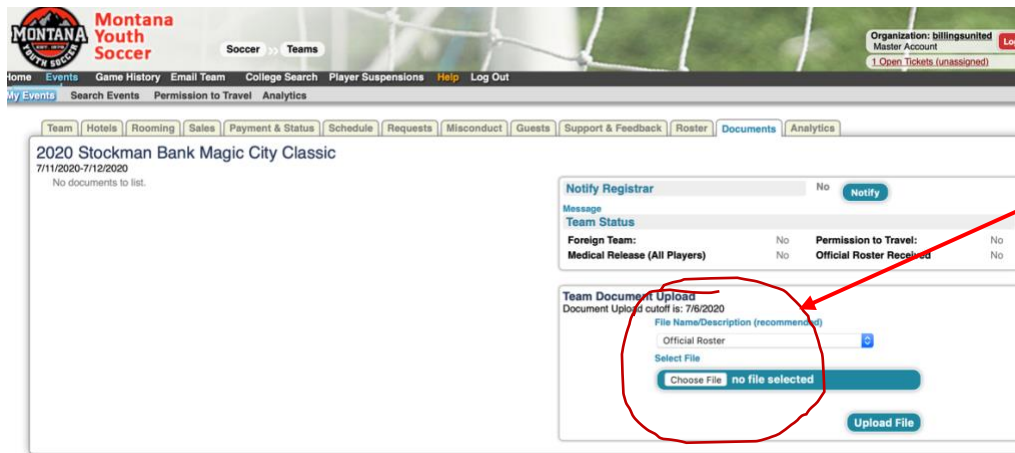 MONTANA
EST. 1976
YOUTH SOCCER
Montana
Youth
Soccer
Soccer Teams
Organization: billingsunited
Master Account
1 Open Tickets (unassigned)
Home Events Game History Email Team College Search Player Suspensions Help Log Out
My Events Search Events Permission to Travel Analytics
Team Hotels Rooming Sales Payment & Status Schedule Requests Misconduct Guests Support & Feedback Roster Documents Analytics
2020 Stockman Bank Magic City Classic
7/11/2020-7/12/2020
No documents to list.
Notify Registrar No Notify
Message
Team Status
Foreign Team: No Permission to Travel: No
Medical Release (All Players) No Official Roster Received No
Team Document Upload
Document Upload cutoff is: 7/6/2020
File Name/Description (recommended)
Official Roster
Select File
Choose File no file selected
Upload File